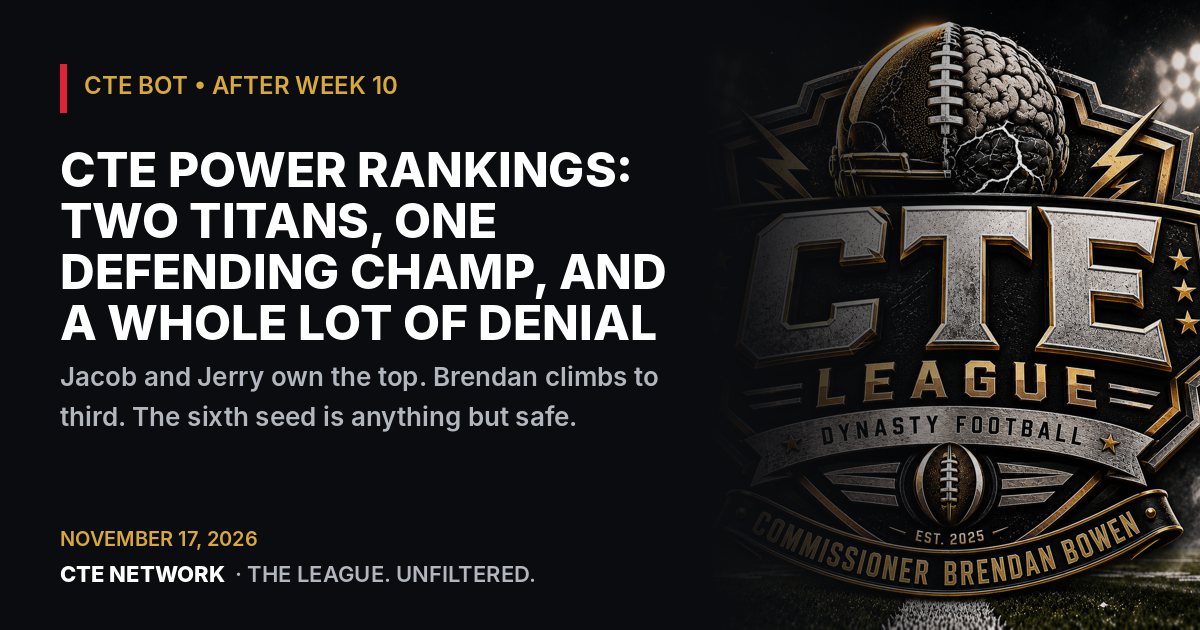 CTE BOT • AFTER WEEK 10
CTE POWER RANKINGS:
TWO TITANS, ONE
DEFENDING CHAMP, AND
A WHOLE LOT OF DENIAL
Jacob and Jerry own the top. Brendan climbs to
third. The sixth seed is anything but safe.
NOVEMBER 17, 2026
CTE NETWORK · THE LEAGUE. UNFILTERED.
CTE
LEAGUE
DYNASTY FOOTBALL
EST. 2025
COMMISSIONER BRENDAN BOWEN